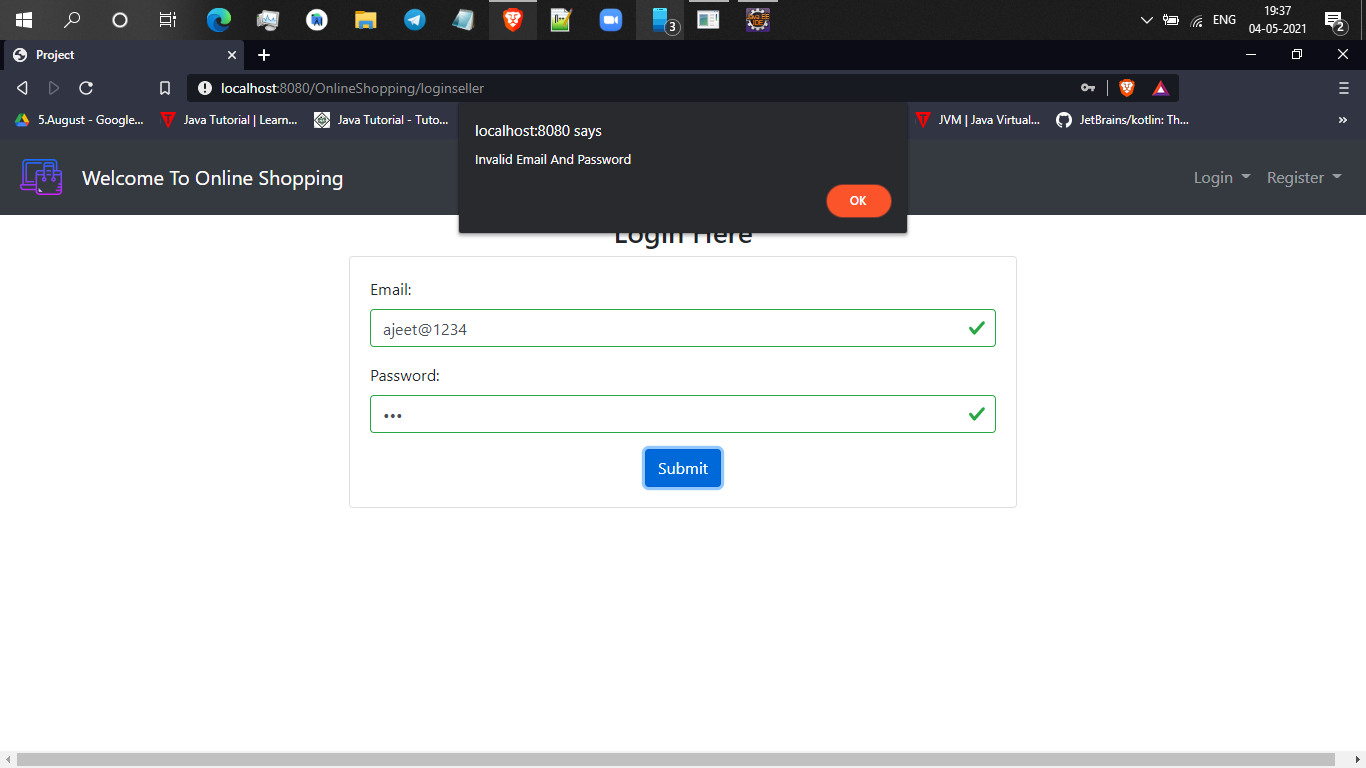 19:37
ENG
04-05-2021
3
2
Project
localhost:8080/OnlineShopping/loginseller
5.August - Google...
Java Tutorial | Learn...
Java Tutorial - Tuto...
JVM | Java Virtual...
JetBrains/kotlin: Th...
localhost:8080 says
Invalid Email And Password
OK
Welcome To Online Shopping
Login
Register
Login Here
Email:
ajeet@1234
Password:
Submit